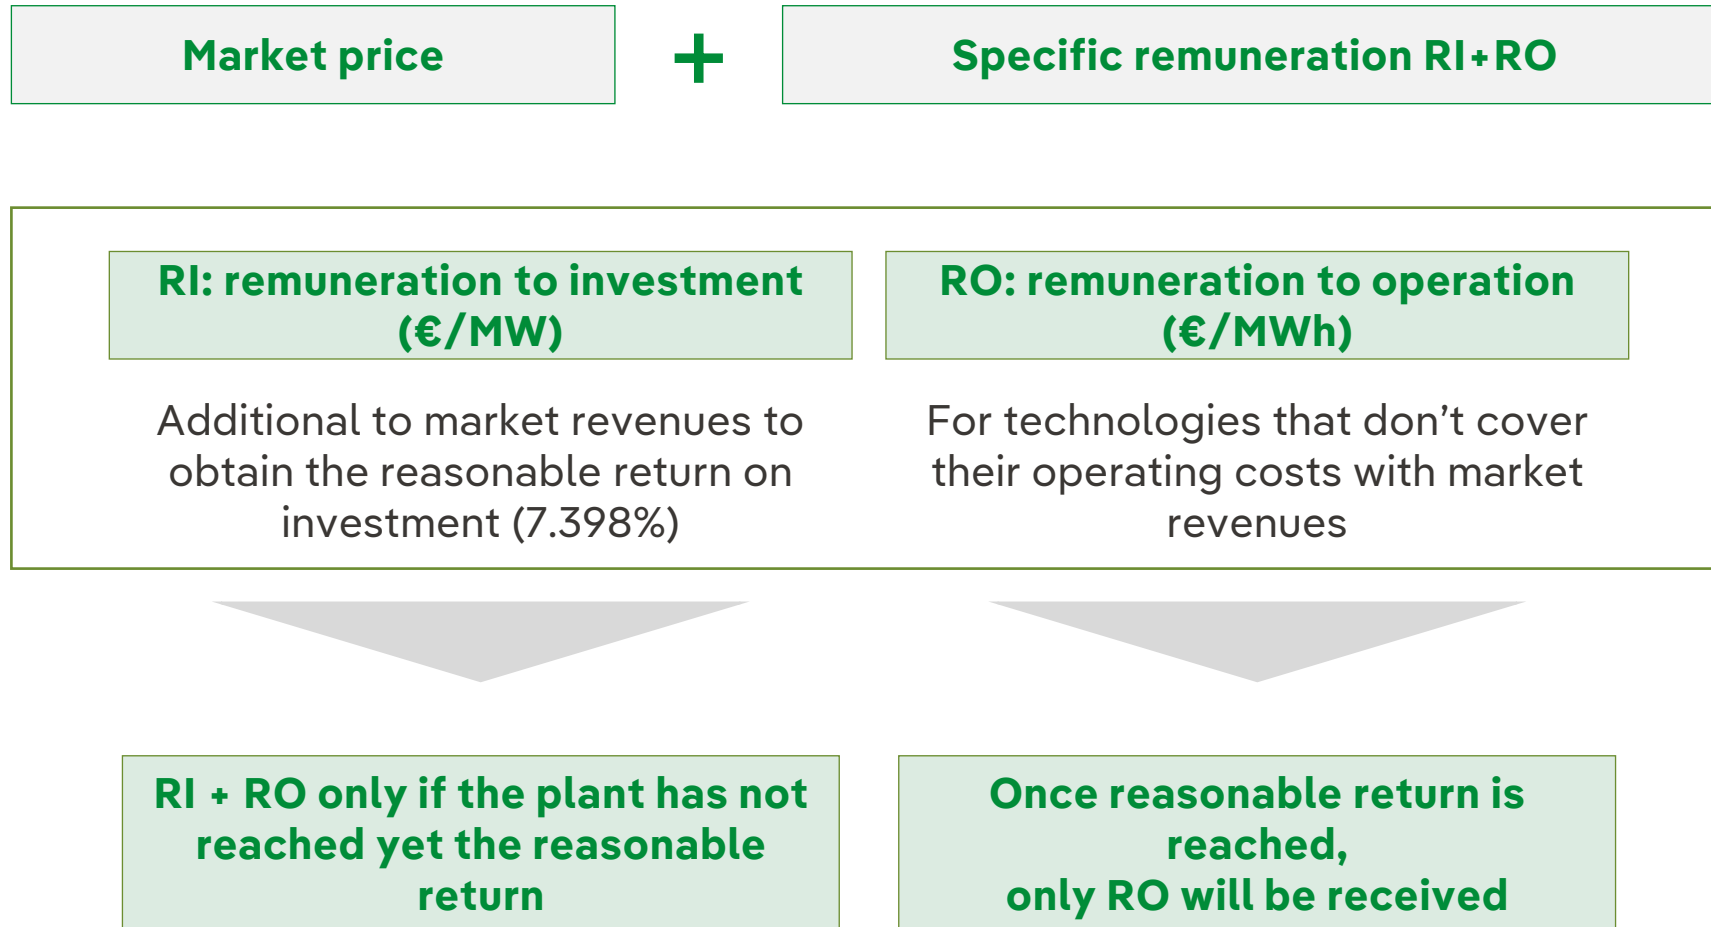 Market price
+
Specific remuneration RI+RO
RI: remuneration to investment
(€/MW)
Additional to market revenues to
obtain the reasonable return on
investment (7.398%)
RO: remuneration to operation
(€/MWh)
For technologies that don’t cover
their operating costs with market
revenues
RI + RO only if the plant has not
reached yet the reasonable
return
Once reasonable return is
reached,
only RO will be received